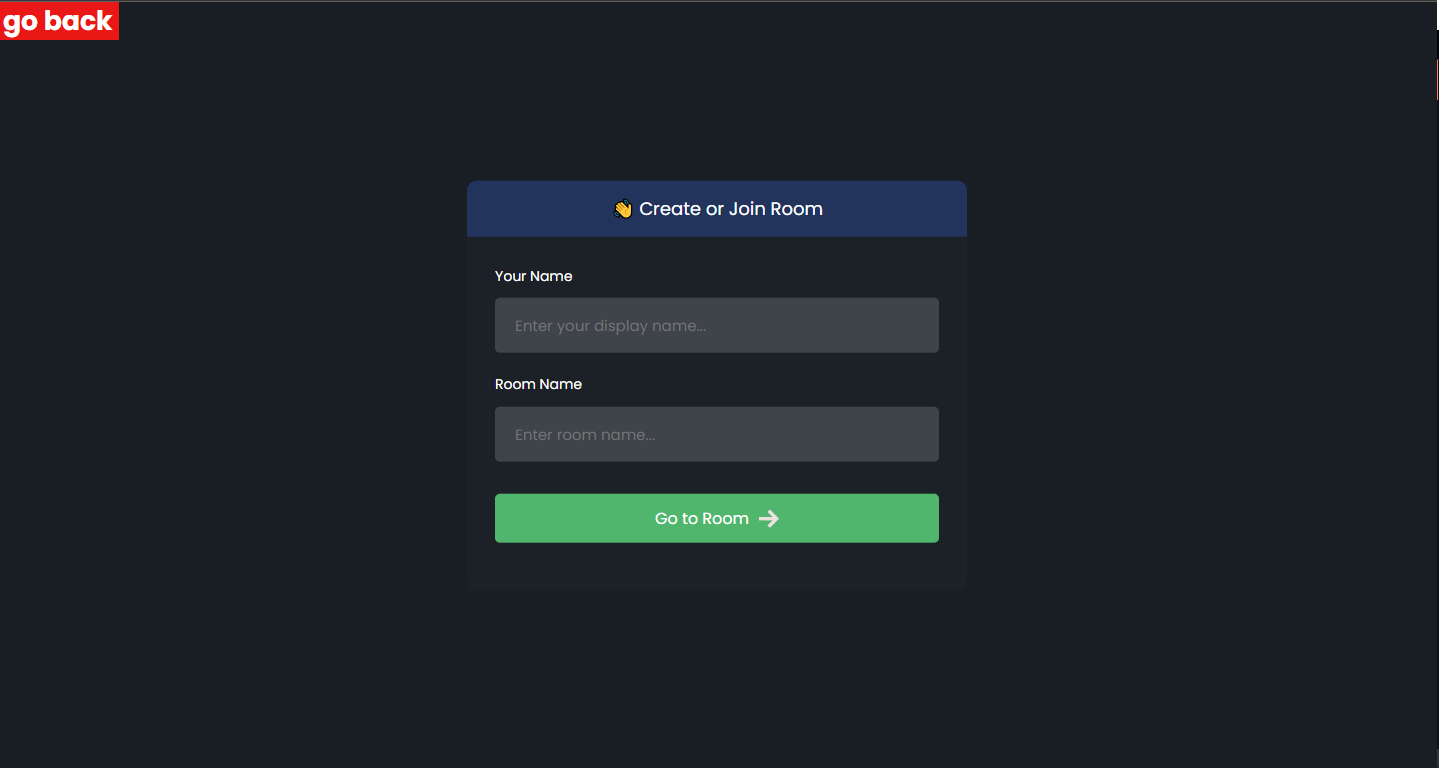 go back
👋 Create or Join Room
Your Name
Enter your display name...
Room Name
Enter room name...
Go to Room →